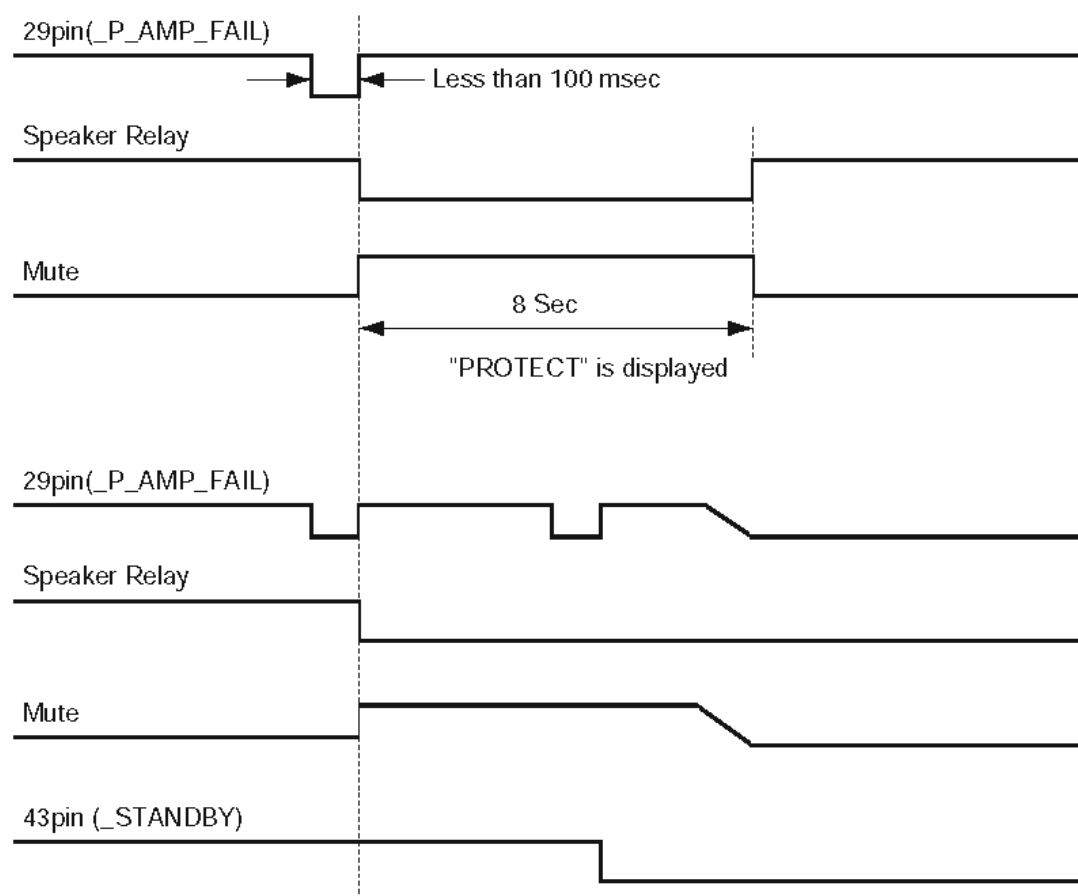 29pin(_P_AMP_FAIL)
Less than 100 msec
Speaker Relay
Mute
8 Sec
"PROTECT" is displayed
29pin(_P_AMP_FAIL)
Speaker Relay
Mute
43pin (_STANDBY)